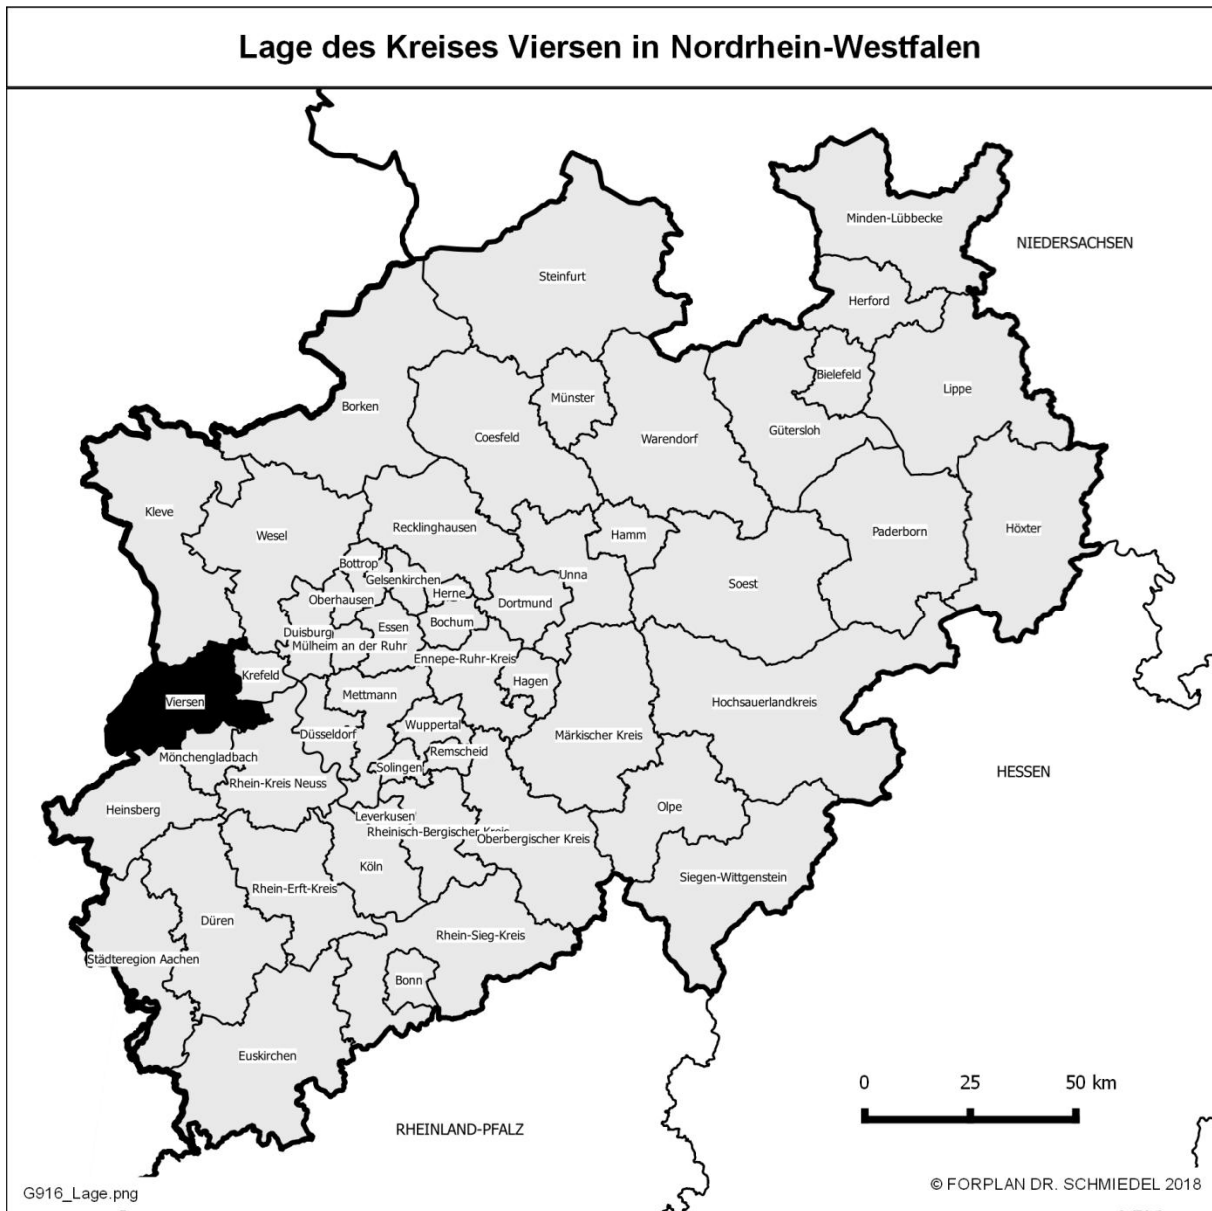 Lage des Kreises Viersen in Nordrhein-Westfalen
Minden-Lübbecke
NIEDERSACHSEN
Steinfurt
Herford
Bielefeld
Lippe
Münster
Borken
Coesfeld
Warendorf
Gütersloh
Kleve
Wesel
Recklinghausen
Hamm
Paderborn
Höxter
Bottrop
Gelsenkirchen
Unna
Soest
Herne
Oberhausen
Dortmund
Bochum
Essen
Duisburg
Mülheim an der Ruhr
Ennepe-Ruhr-Kreis
Krefeld
Hagen
Viersen
Mettmann
Hochsauerlandkreis
Wuppertal
Düsseldorf
Märkischer Kreis
Remscheid
Mönchengladbach
Solingen
HESSEN
Rhein-Kreis Neuss
Heinsberg
Olpe
Leverkusen
Rheinisch-Bergischer Kreis
Oberbergischer Kreis
Köln
Siegen-Wittgenstein
Rhein-Erft-Kreis
Düren
Rhein-Sieg-Kreis
Städteregion Aachen
Bonn
Euskirchen
0 25 50 km
RHEINLAND-PFALZ
G916_Lage.png
© FORPLAN DR. SCHMIEDEL 2018